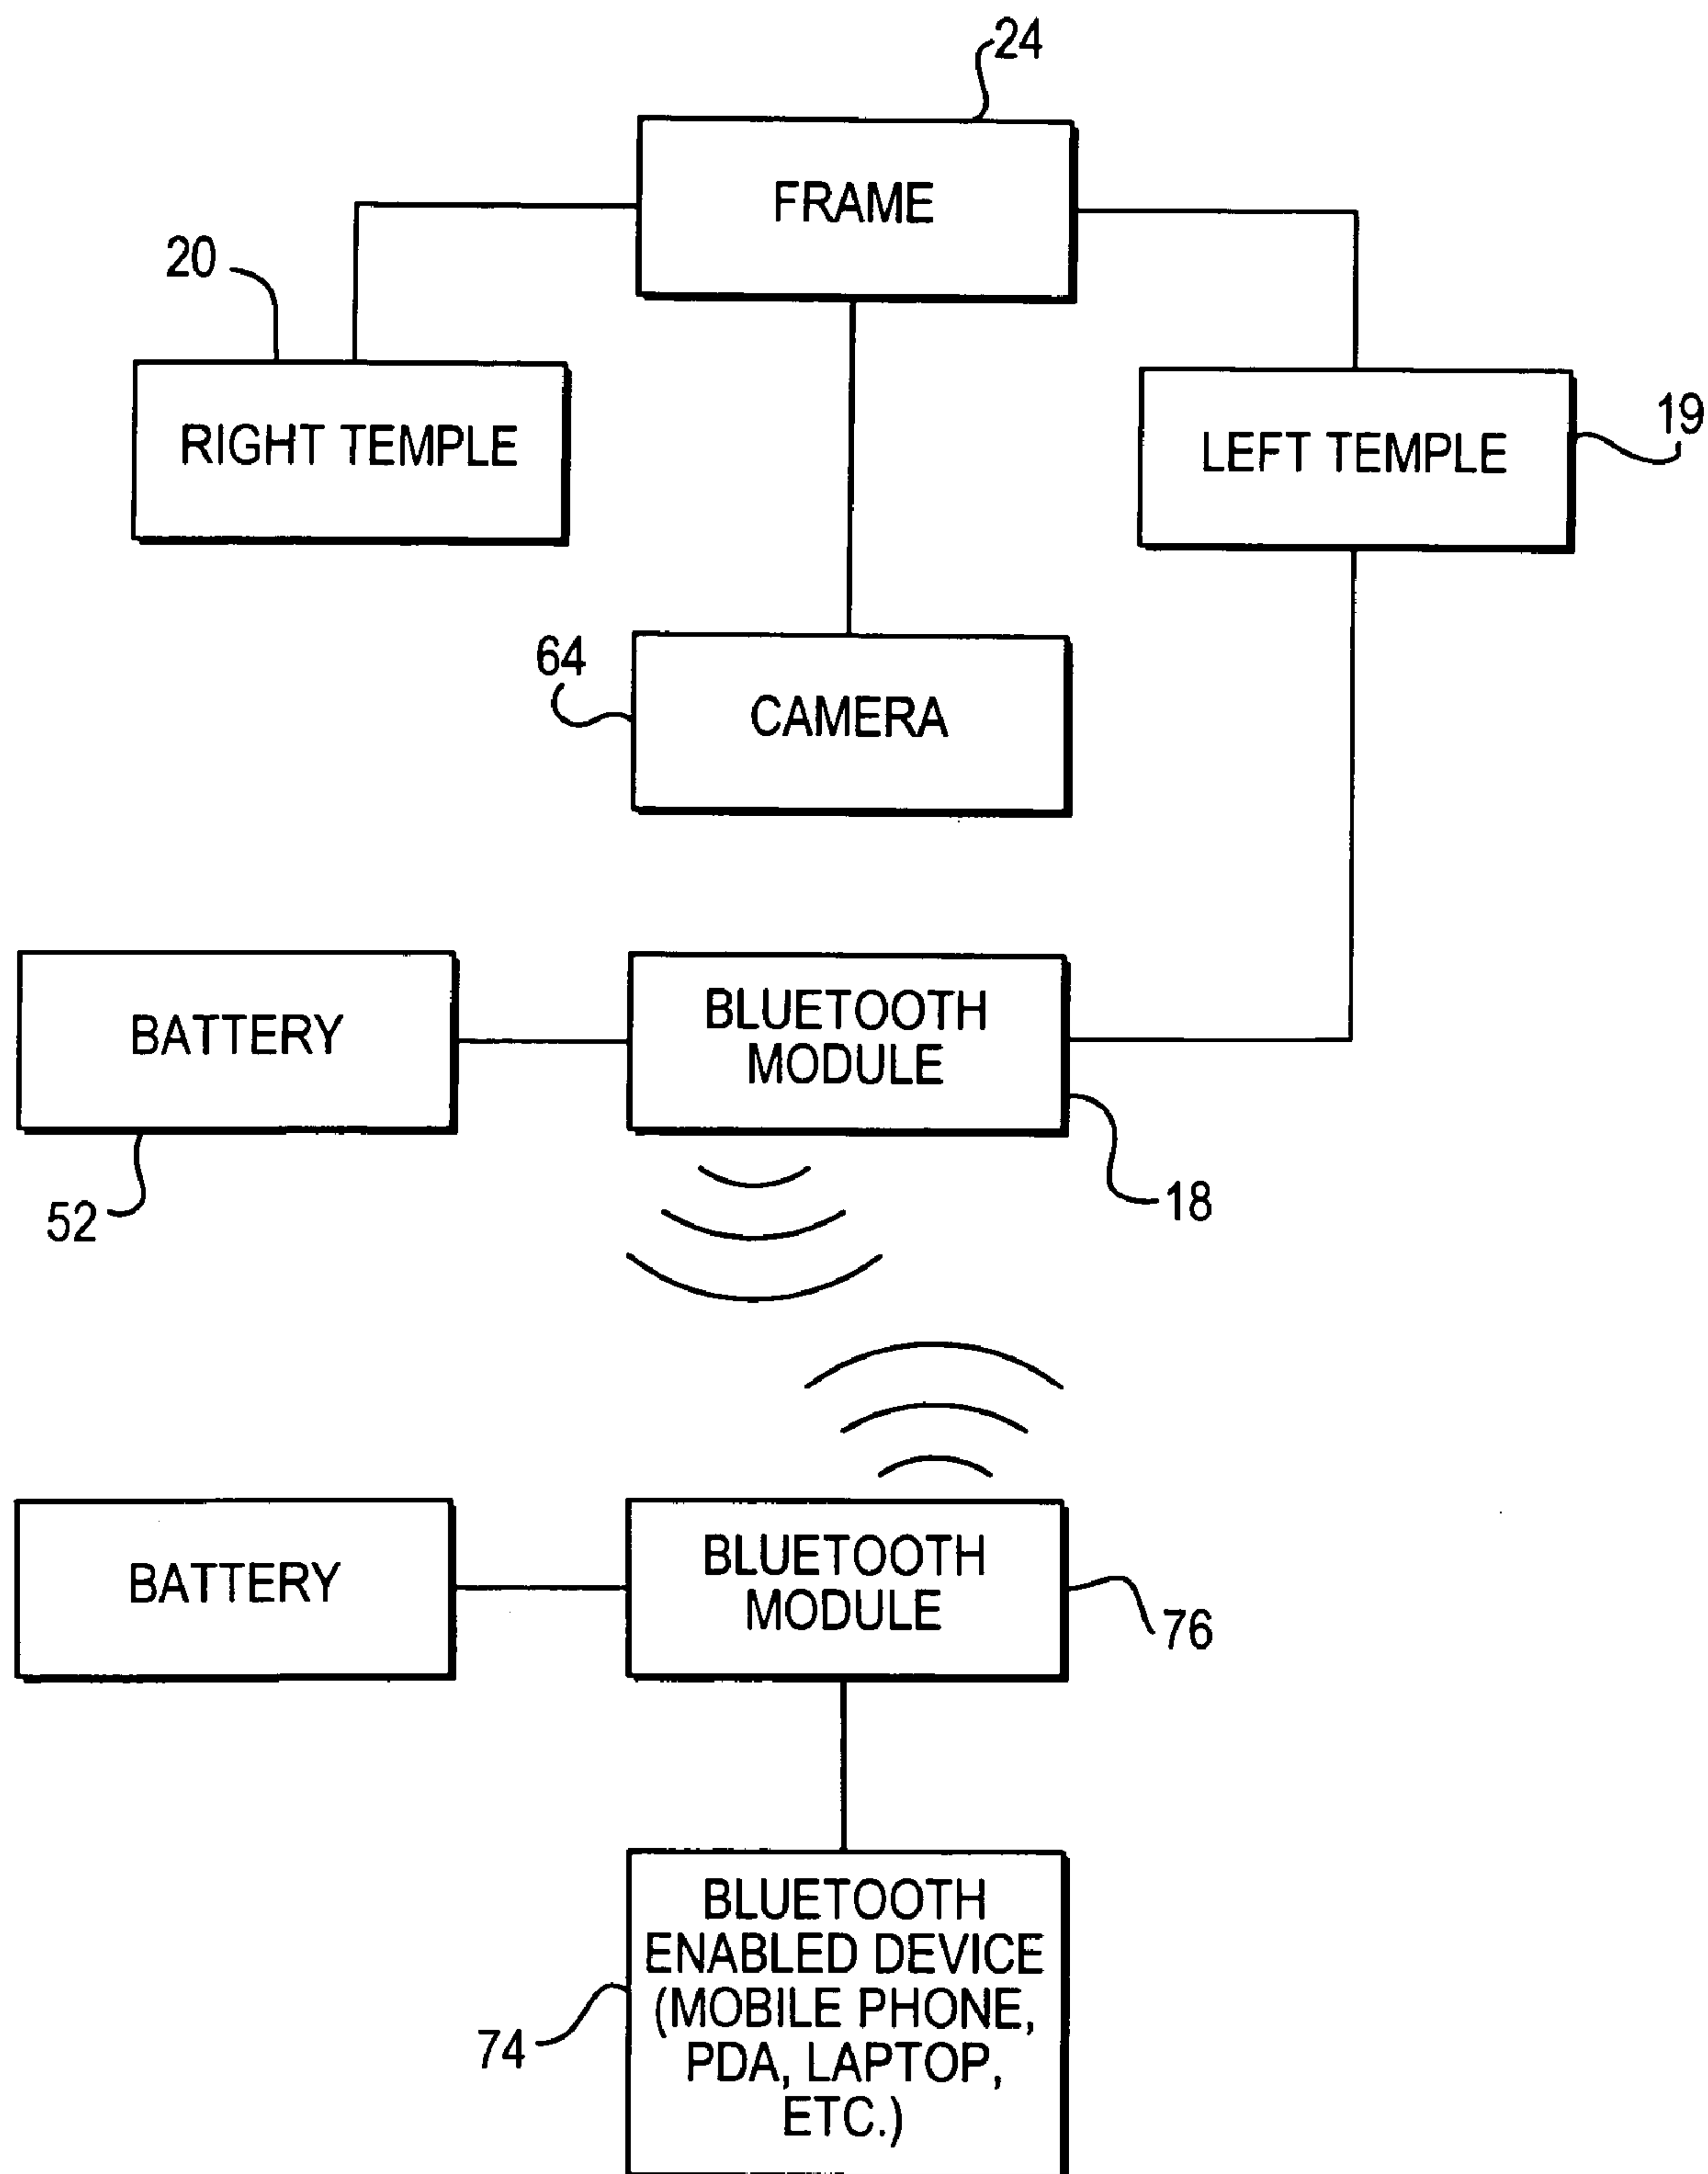 24
FRAME
20
RIGHT TEMPLE
19
LEFT TEMPLE
64
CAMERA
BATTERY
BLUETOOTH
MODULE
52
18
BATTERY
BLUETOOTH
MODULE
76
BLUETOOTH
ENABLED DEVICE
(MOBILE PHONE,
PDA, LAPTOP,
ETC.)
74